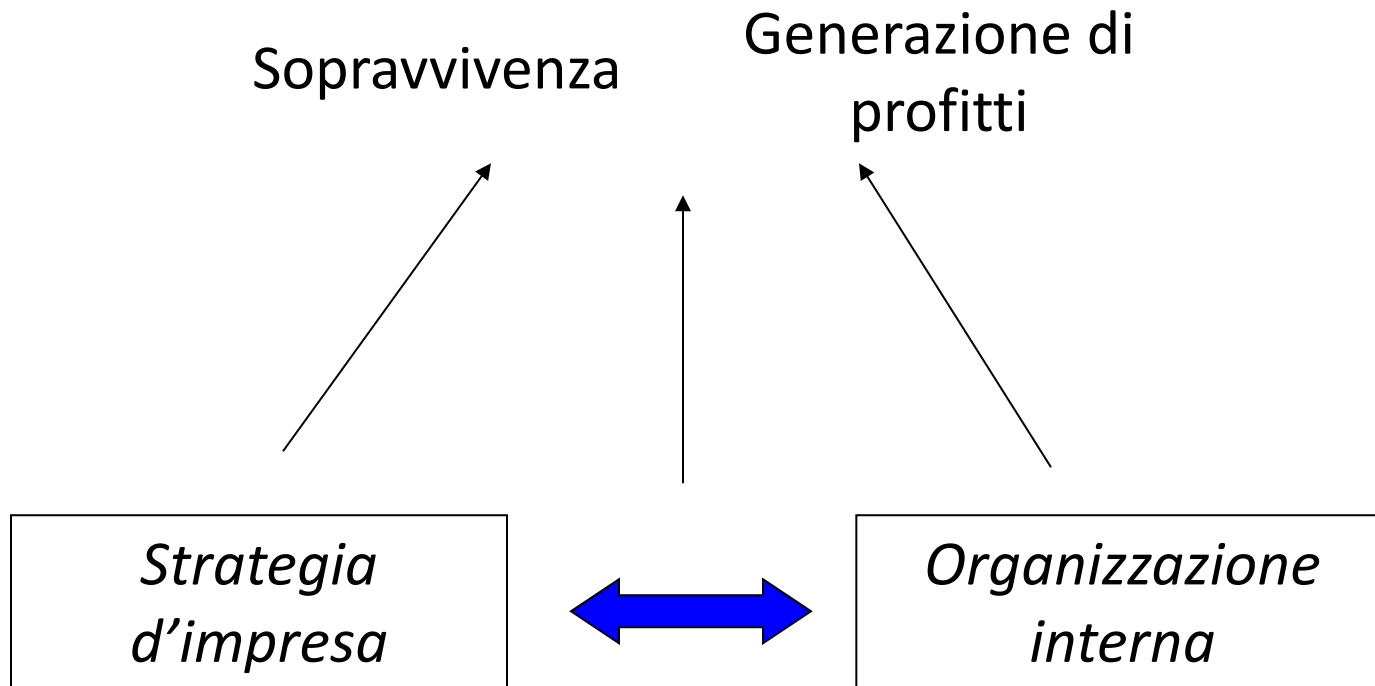 Sopravvivenza
Generazione di
profitti
Strategia
d’impresa
Organizzazione
interna